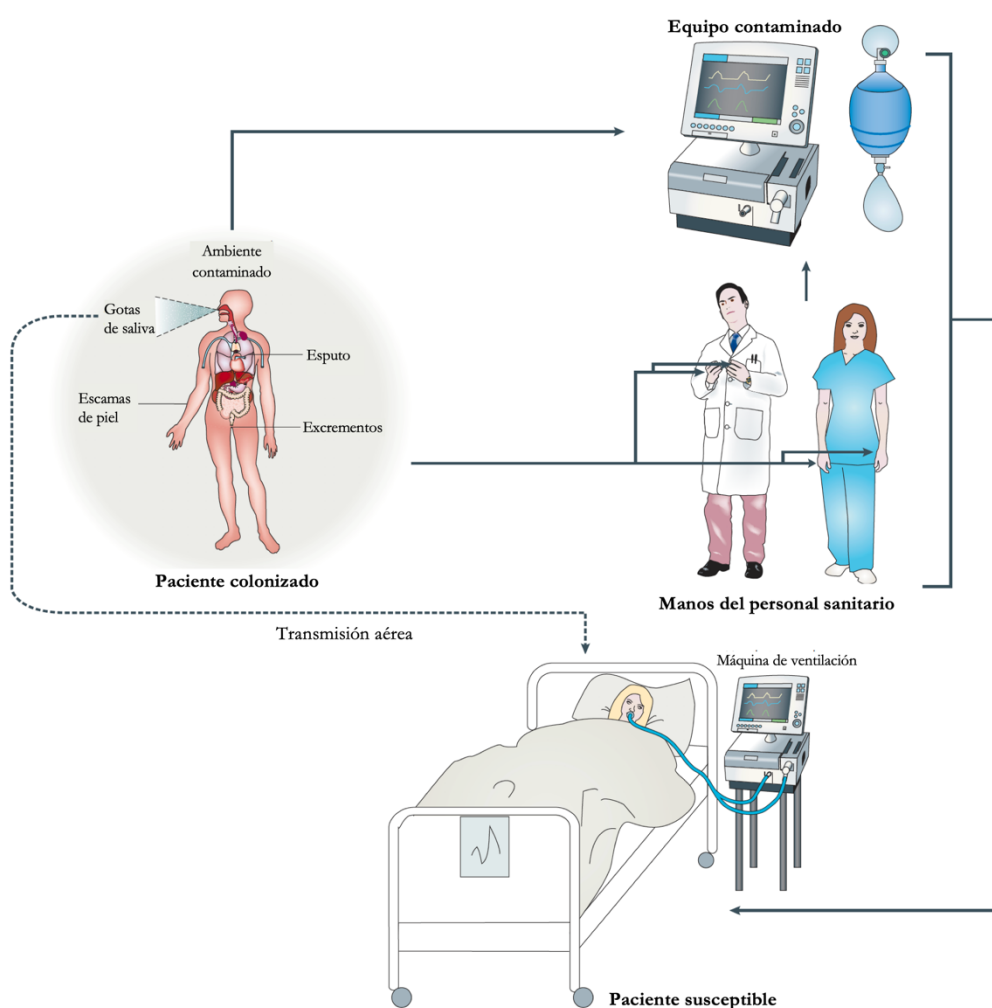 Equipo contaminado
Ambiente
contaminado
Gotas
de saliva
Esputo
Escamas
de piel
Excrementos
Paciente colonizado
Manos del personal sanitario
Transmisión aérea
Máquina de ventilación
Paciente susceptible